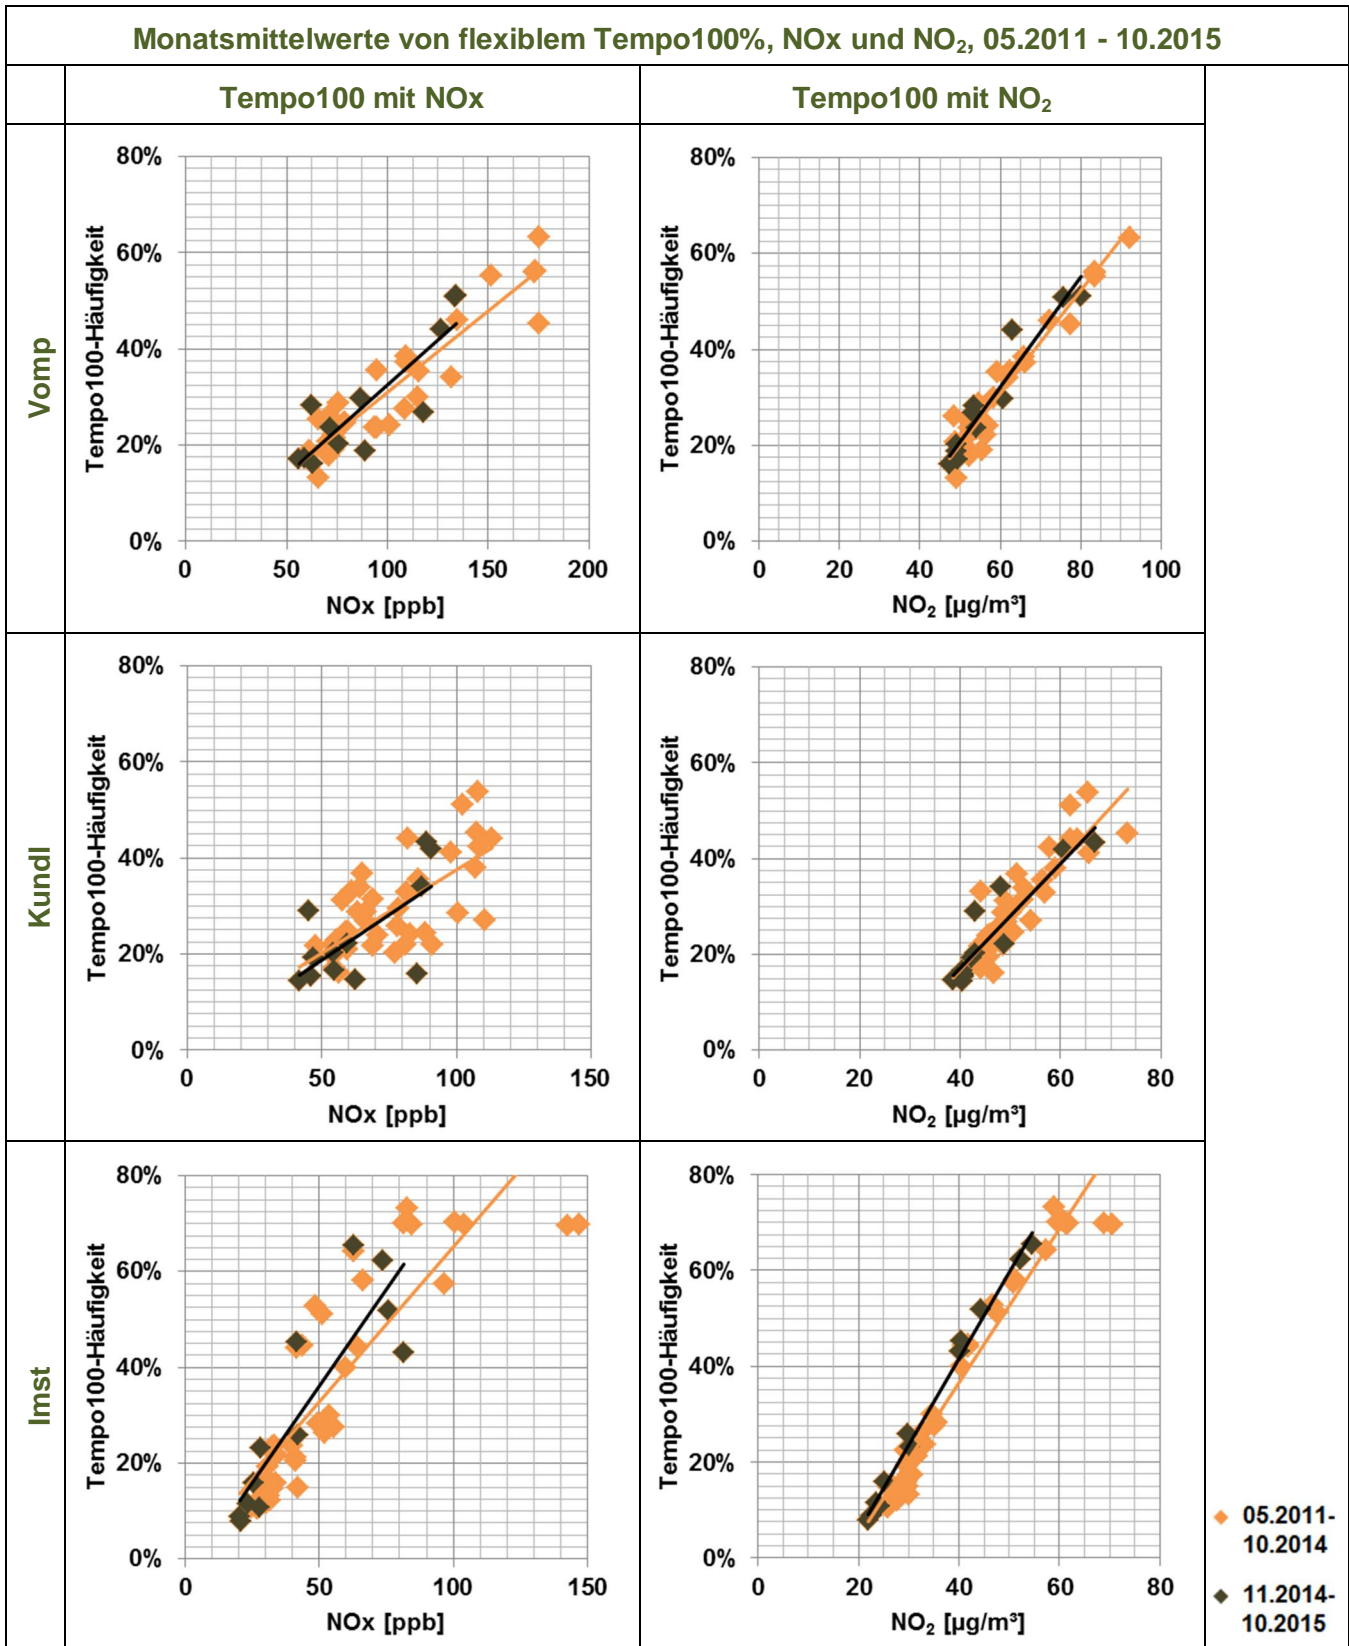 Monatsmittelwerte von flexiblem Tempo100%, NOx und NO₂, 05.2011 - 10.2015
Tempo100 mit NOx
Tempo100 mit NO₂
Vomp
Tempo100-Häufigkeit
80%
60%
40%
20%
0%
0 50 100 150 200
NOx [ppb]
Tempo100-Häufigkeit
80%
60%
40%
20%
0%
0 20 40 60 80 100
NO₂ [µg/m³]
Kundl
Tempo100-Häufigkeit
80%
60%
40%
20%
0%
0 50 100 150
NOx [ppb]
Tempo100-Häufigkeit
80%
60%
40%
20%
0%
0 20 40 60 80
NO₂ [µg/m³]
Imst
Tempo100-Häufigkeit
80%
60%
40%
20%
0%
0 50 100 150
NOx [ppb]
Tempo100-Häufigkeit
80%
60%
40%
20%
0%
0 20 40 60 80
NO₂ [µg/m³]
05.2011-
10.2014
11.2014-
10.2015